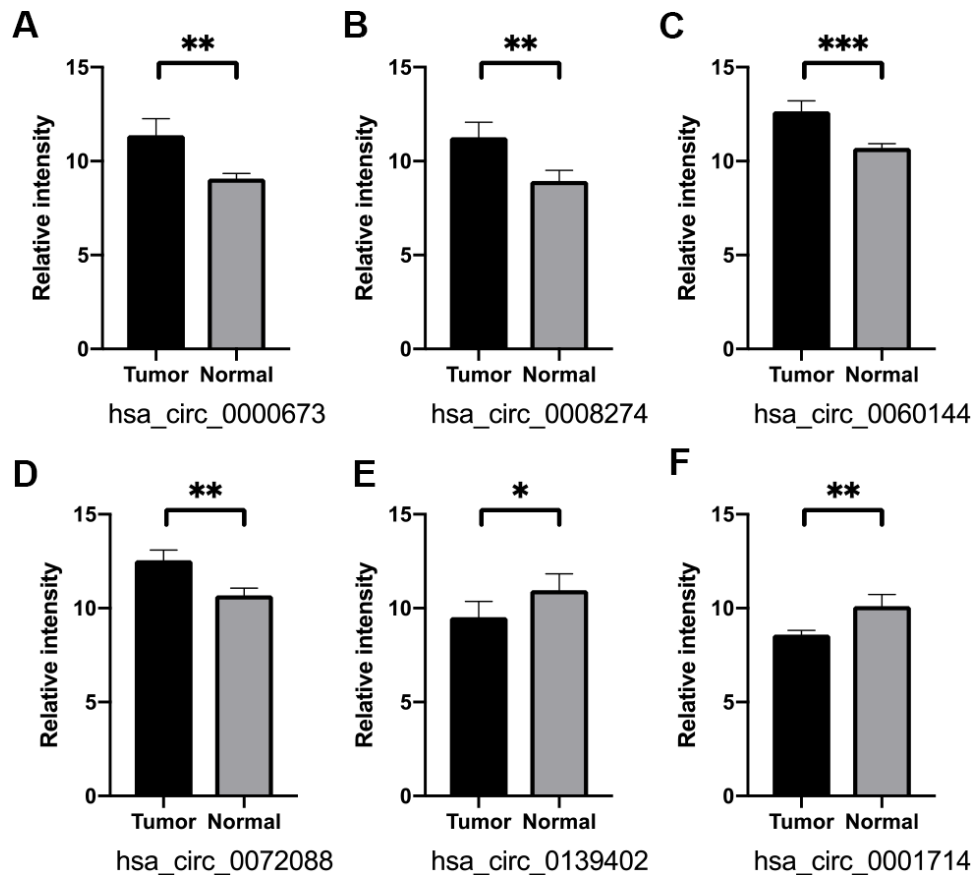 A
B
C
**
**
***
Relative intensity
15
10
5
0
Tumor Normal
hsa_circ_0000673
Relative intensity
15
10
5
0
Tumor Normal
hsa_circ_0008274
Relative intensity
15
10
5
0
Tumor Normal
hsa_circ_0060144
D
E
F
**
*
**
Relative intensity
15
10
5
0
Tumor Normal
hsa_circ_0072088
Relative intensity
15
10
5
0
Tumor Normal
hsa_circ_0139402
Relative intensity
15
10
5
0
Tumor Normal
hsa_circ_0001714